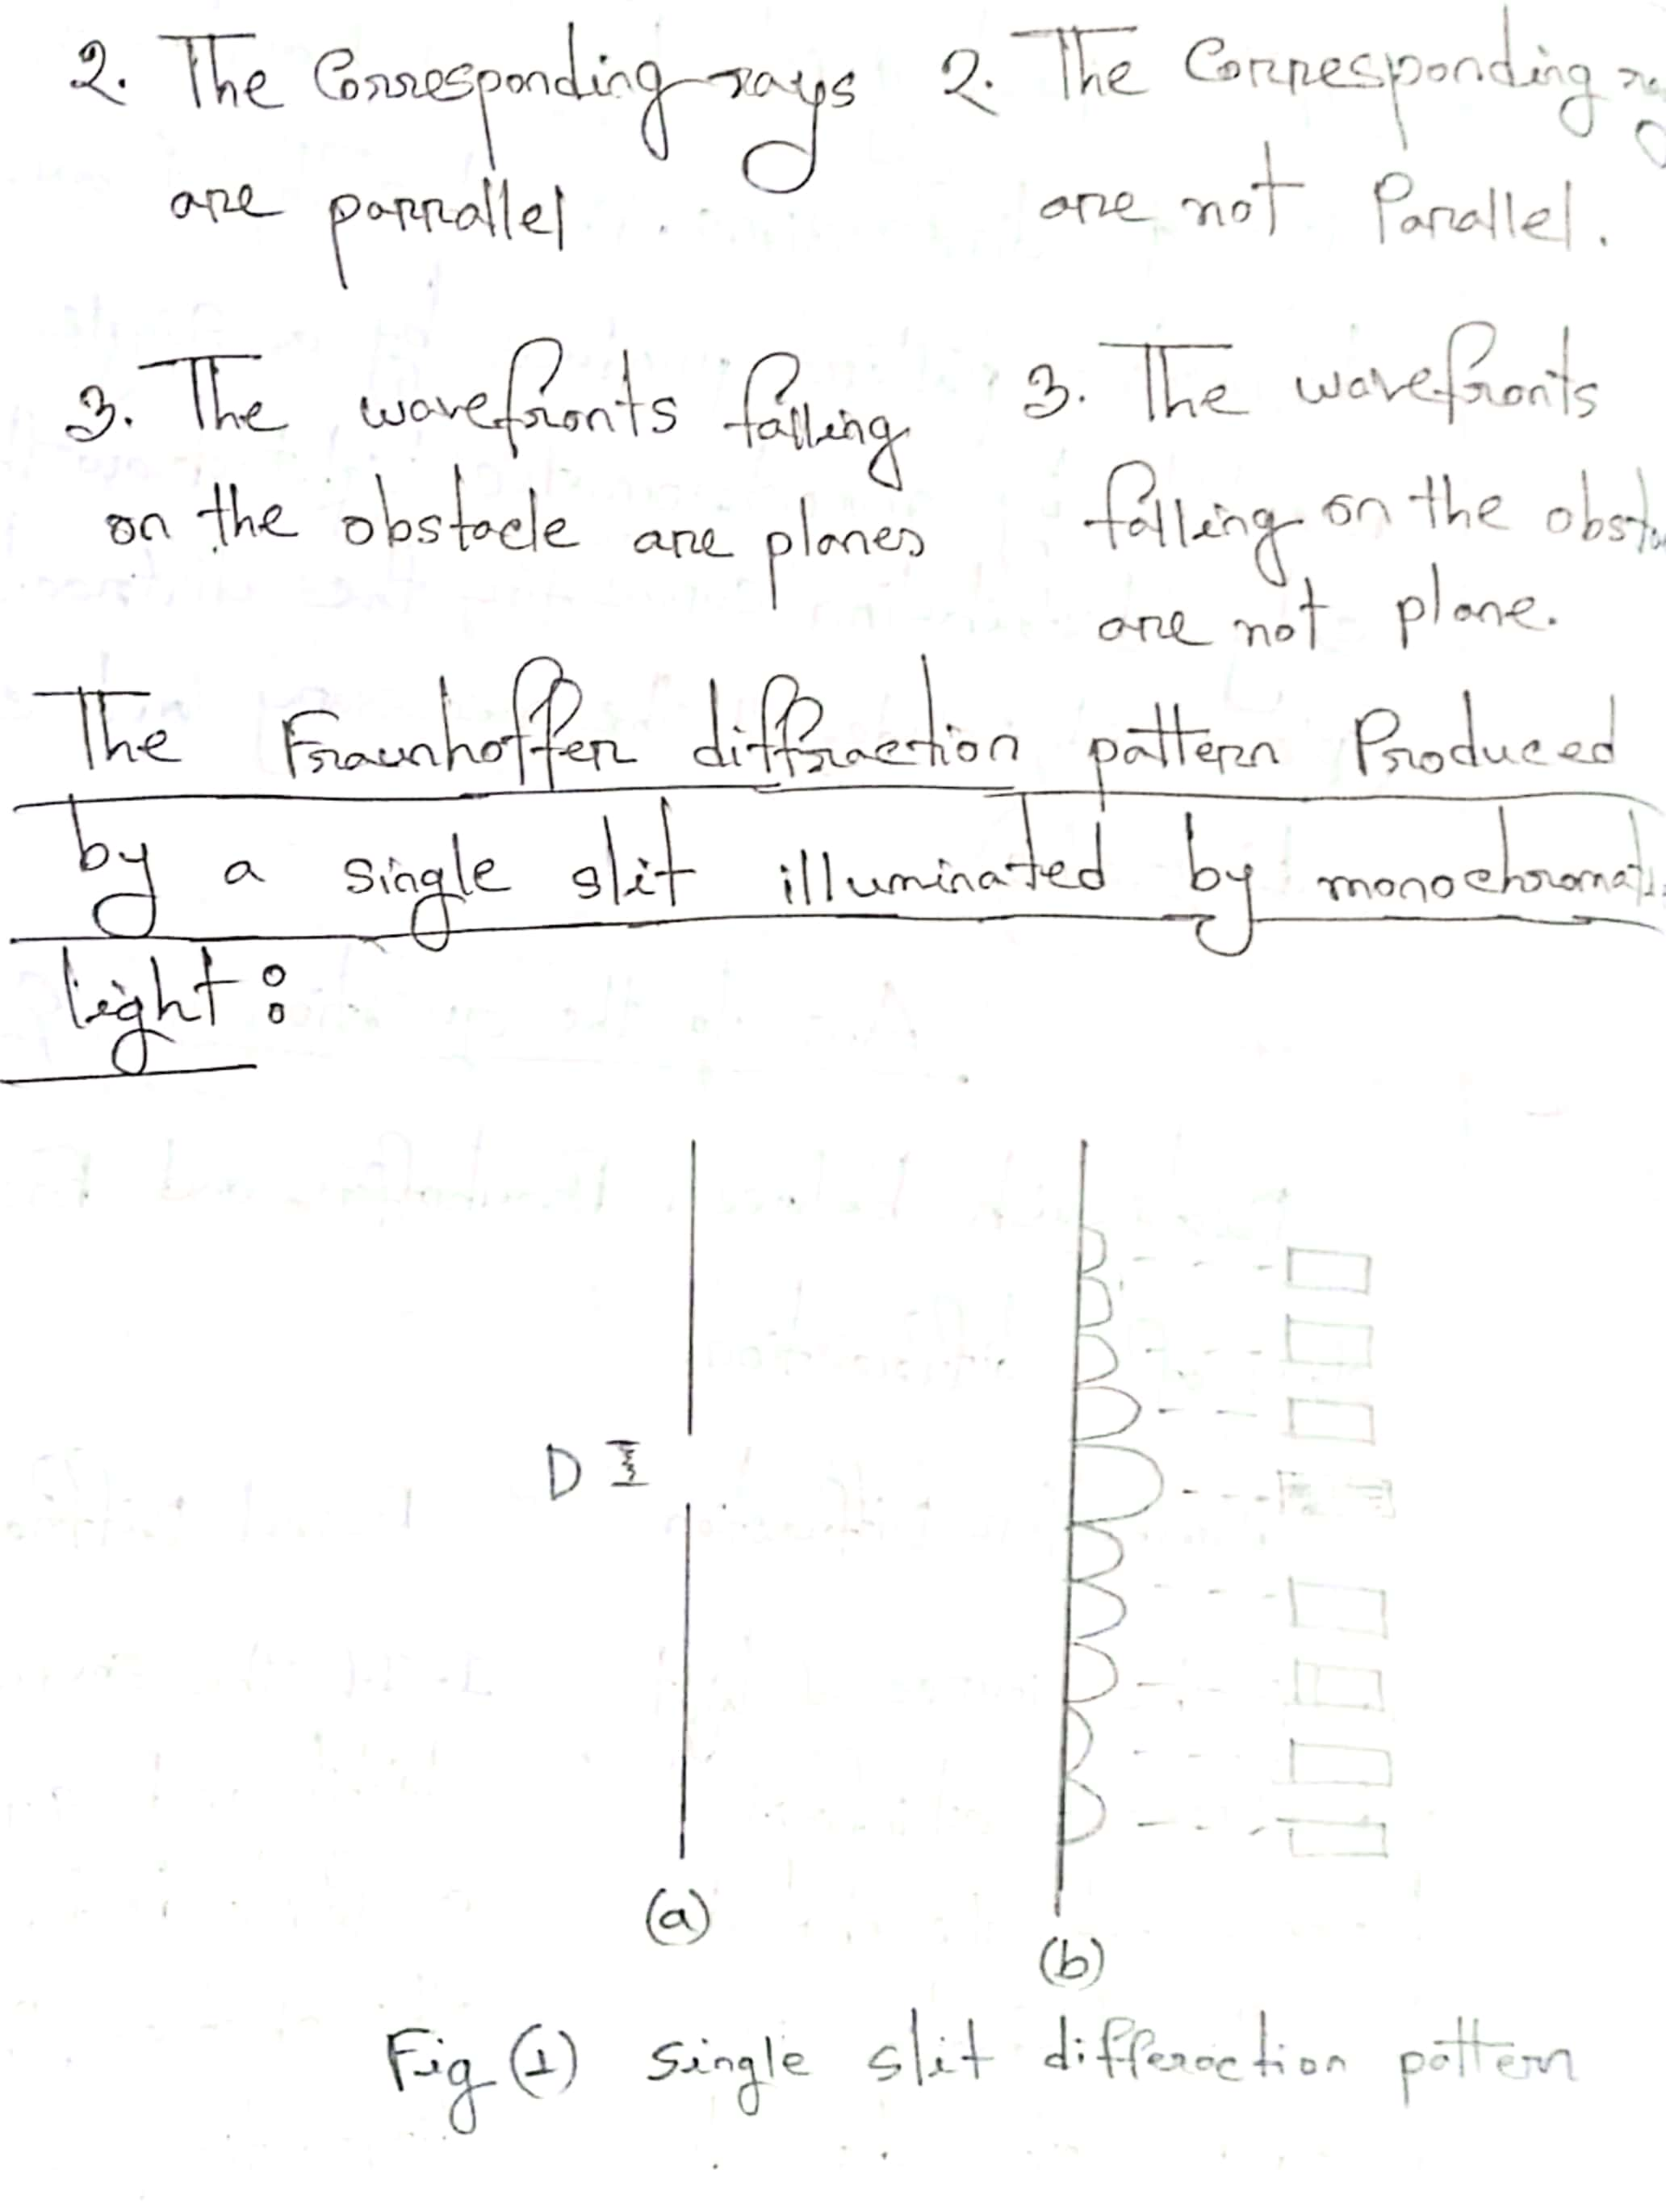 2. The Corresponding rays
are parrallel
2. The Corresponding
are not Parallel.
3. The wavefronts falling
on the obstacle are planes
3. The wavefronts
falling on the
are not plane.
The Fraunhoffer diffraction pattern Produced
by a single slit illuminated by
light:
D
(a)
(b)
Fig (1) single slit differaction pattern